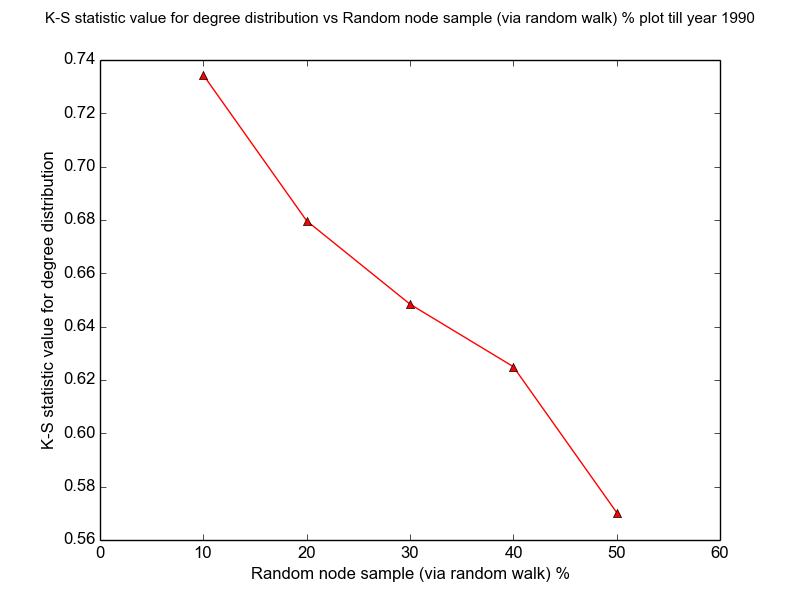 K-S statistic value for degree distribution vs Random node sample (via random walk) % plot till year 1990
0.74
0.72
0.70
0.68
0.66
0.64
0.62
0.60
0.58
0.56
K-S statistic value for degree distribution
0 10 20 30 40 50 60
Random node sample (via random walk) %